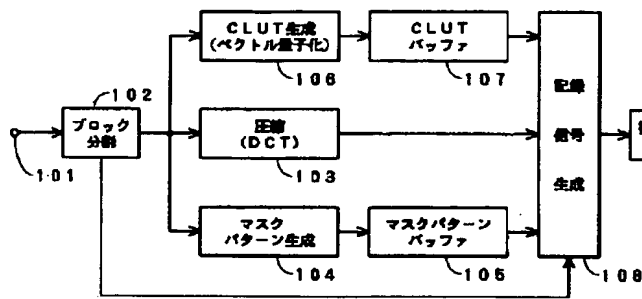 CLUT生成
(ベクトル量子化)
106
CLUT
バッファ
107
102
ブロック
分割
101
圧縮
(DCT)
103
記録
信号
生成
108
マスク
パターン生成
104
マスクパターン
バッファ
105